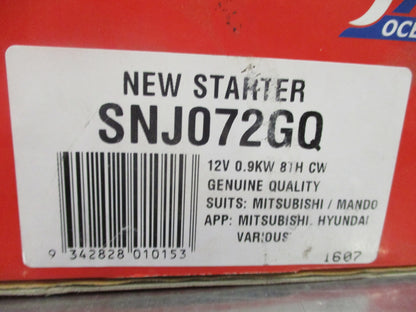 OCE
NEW STARTER
SNJ072GQ
12V 0.9KW 8TH CW
GENUINE QUALITY
SUITS: MITSUBISHI / MANDO
APP: MITSUBISHI, HYUNDAI
VARIOUS
9 342828 010153
1607